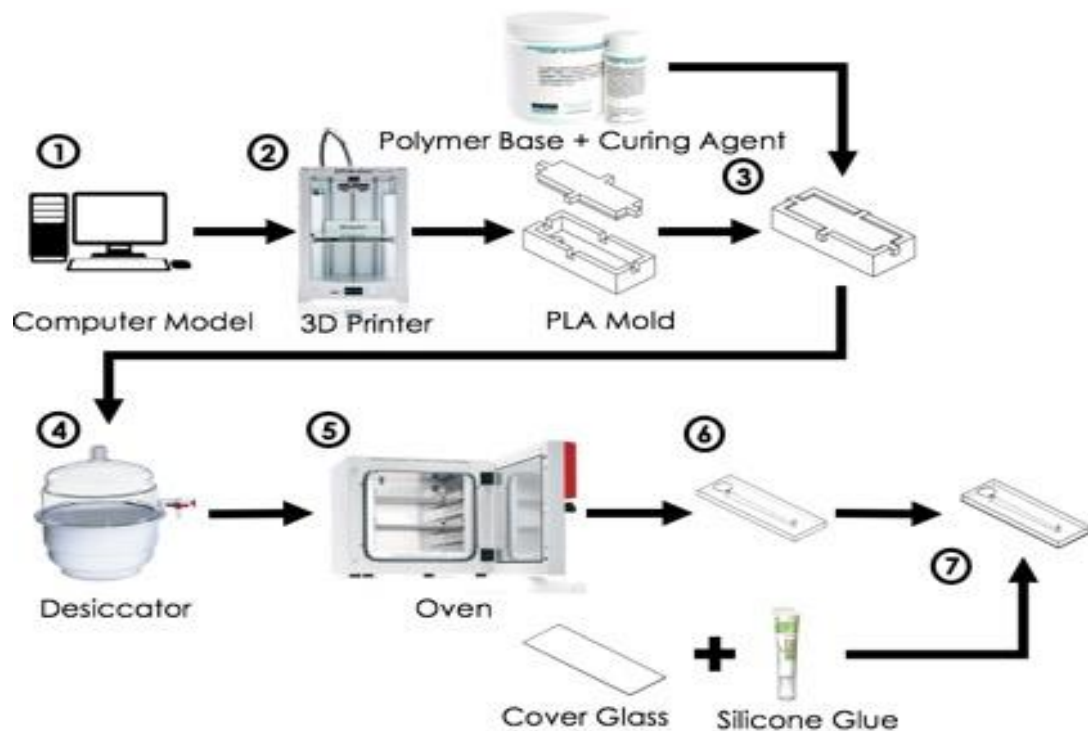 Polymer Base + Curing Agent
1
2
3
Computer Model
3D Printer
PLA Mold
4
5
6
Desiccator
Oven
7
Cover Glass
+
Silicone Glue